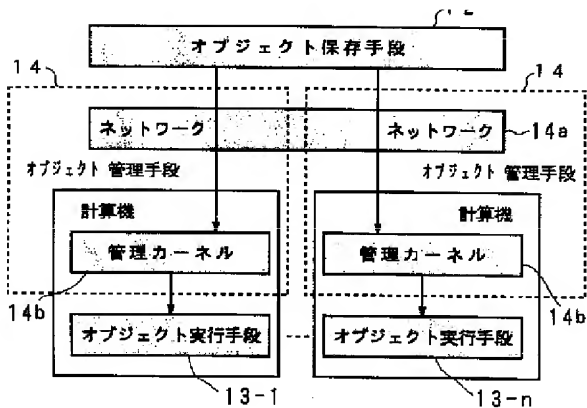 オブジェクト保存手段
14 14
ネットワーク ネットワーク 14a
オブジェクト 管理手段 オブジェクト 管理手段
計算機 計算機
管理カーネル 管理カーネル
14b 14b
オブジェクト実行手段 オブジェクト実行手段
13-1 13-n